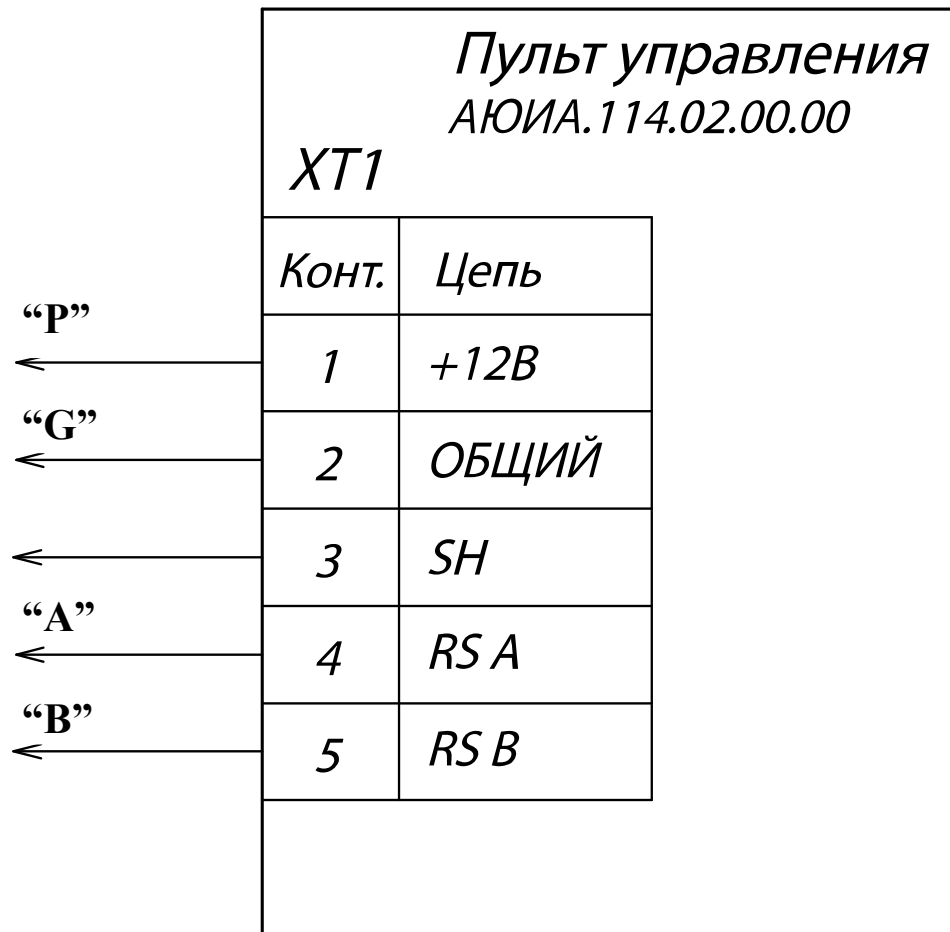 Пульт управления
АЮИА.114.02.00.00
XT1
Конт. Цепь
“P”
1 +12В
“G”
2 ОБЩИЙ
3 SH
“A”
4 RS A
“B”
5 RS B